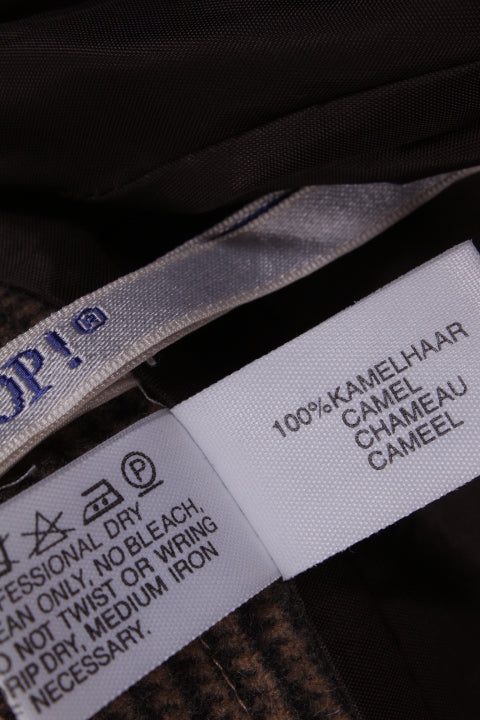 OP!®
100%KAMELHAAR
CAMEL
CHAMEAU
CAMEEL
P
FESSIONAL DRY
EAN ONLY, NO BLEACH,
O NOT TWIST OR WRING
RIP DRY, MEDIUM IRON
NECESSARY.